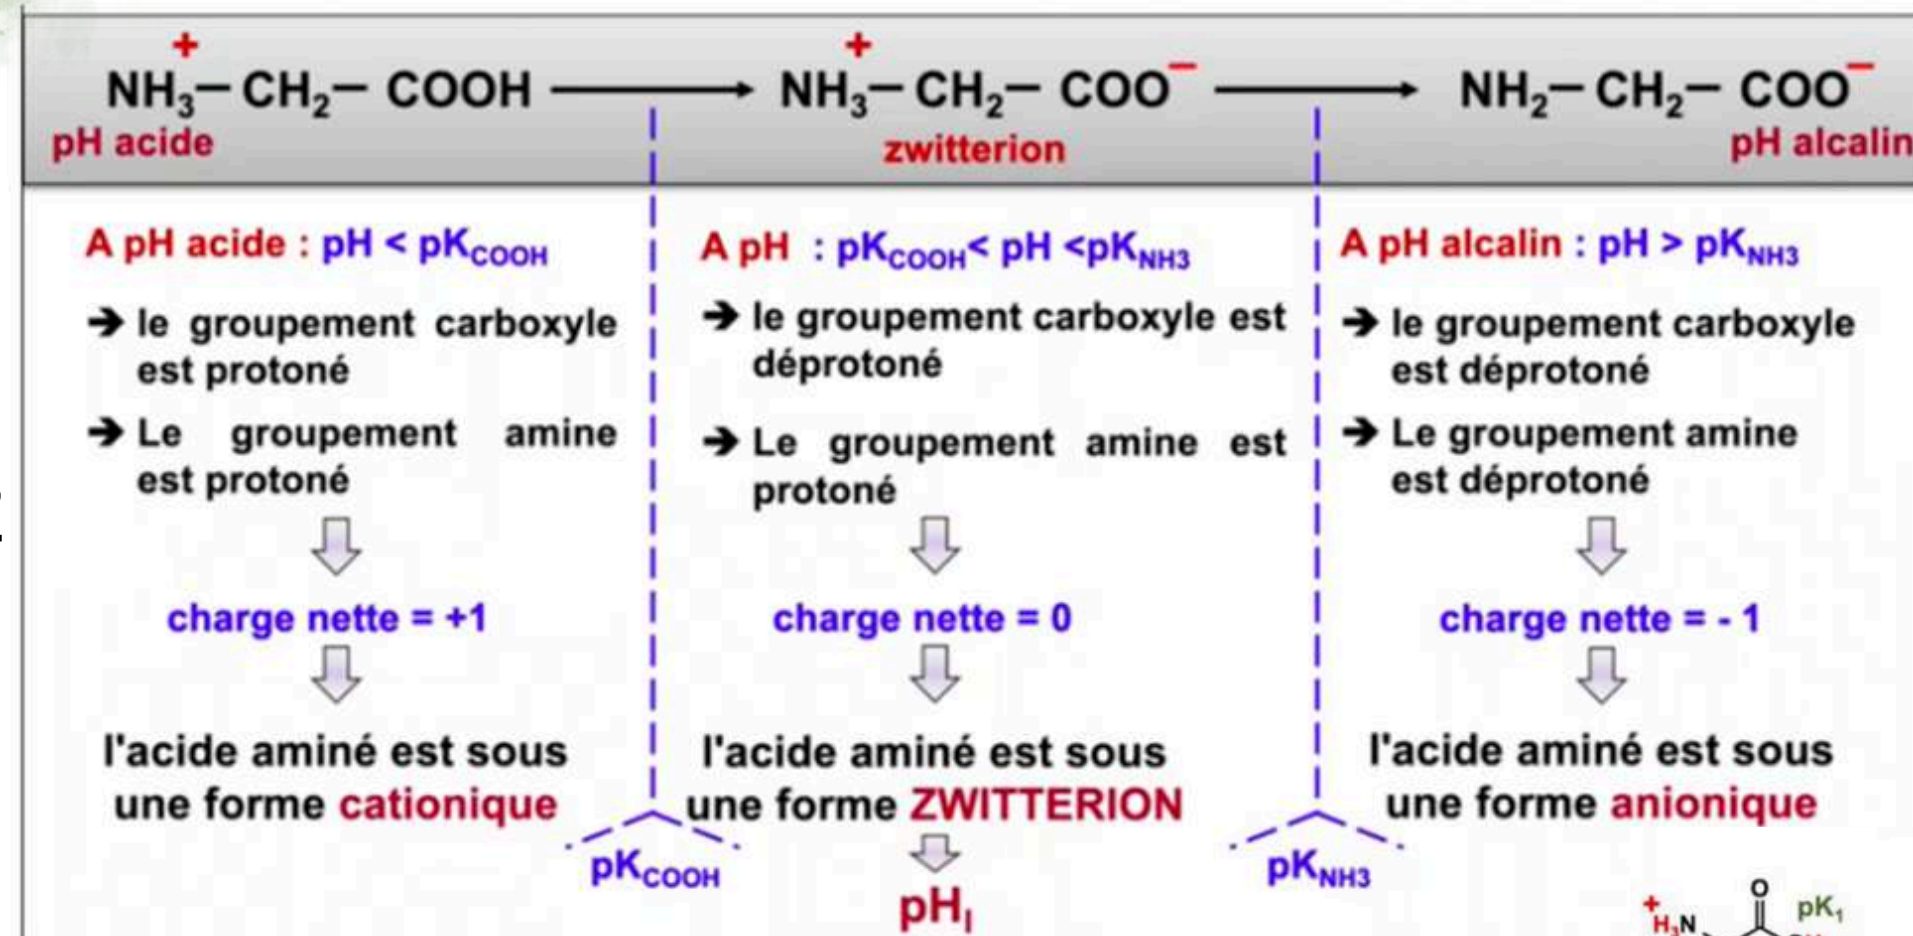 +
NH₃–CH₂–COOH → NH₃–CH₂–COO⁻ → NH₂–CH₂–COO⁻
+
pH acide
zwitterion
pH alcalin
A pH acide : pH < pKCOOH
➔ le groupement carboxyle
est protoné
➔ Le groupement amine
est protoné
charge nette = +1
l'acide aminé est sous
une forme cationique
pKCOOH
A pH : pKCOOH< pH <pKNH3
➔ le groupement carboxyle est
déprotoné
➔ Le groupement amine est
protoné
charge nette = 0
l'acide aminé est sous
une forme ZWITTERION
pHI
pKNH3
A pH alcalin : pH > pKNH3
➔ le groupement carboxyle
est déprotoné
➔ Le groupement amine
est déprotoné
charge nette = - 1
l'acide aminé est sous
une forme anionique
O
+
H₃N
pK₁